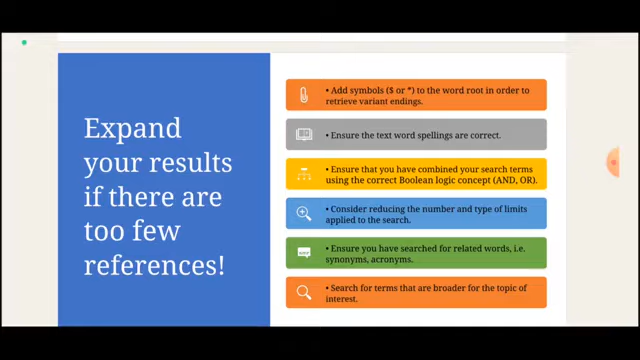 Expand
your results
if there are
too few
references!
• Add symbols ($ or *) to the word root in order to
retrieve variant endings.
• Ensure the text word spellings are correct.
• Ensure that you have combined your search terms
using the correct Boolean logic concept (AND, OR).
• Consider reducing the number and type of limits
applied to the search.
• Ensure you have searched for related words, i.e.
synonyms, acronyms.
• Search for terms that are broader for the topic of
interest.